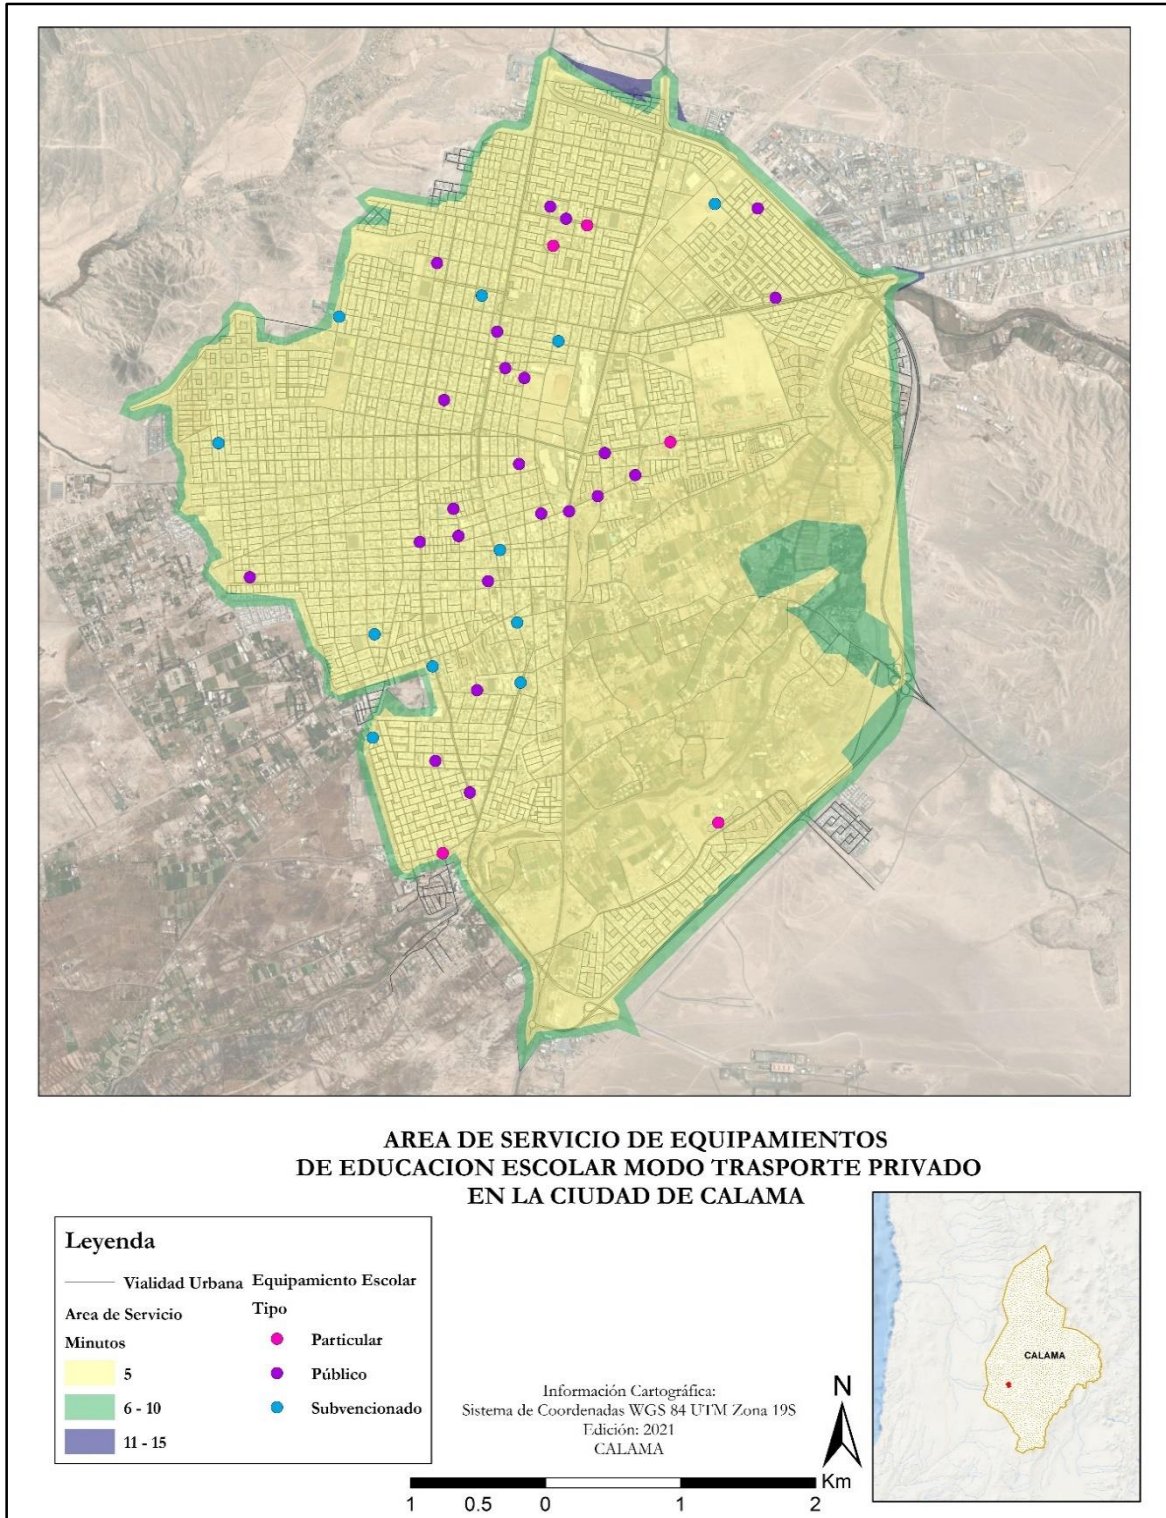 AREA DE SERVICIO DE EQUIPAMIENTOS
DE EDUCACION ESCOLAR MODO TRASPORTE PRIVADO
EN LA CIUDAD DE CALAMA
Leyenda
Vialidad Urbana
Area de Servicio
Minutos
5
6 - 10
11 - 15
Equipamiento Escolar
Tipo
Particular
Público
Subvencionado
Información Cartográfica:
Sistema de Coordenadas WGS 84 UTM Zona 19S
Edición: 2021
CALAMA
N
Km
1 0.5 0 1 2
CALAMA